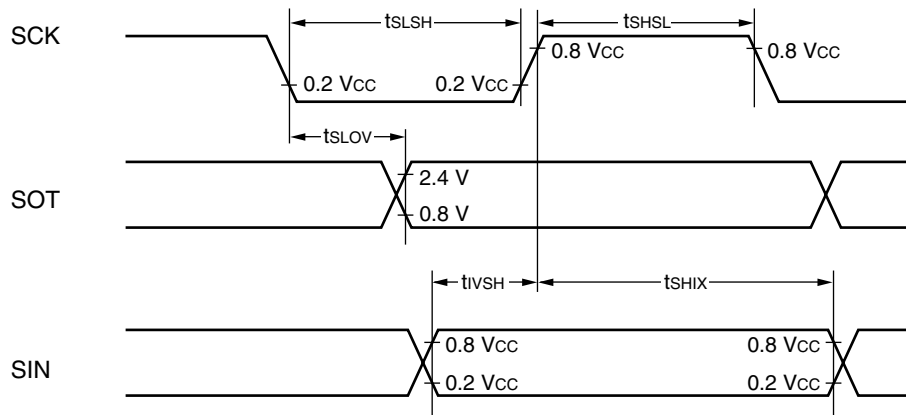 tSLSH tSHSL
SCK
0.8 VCC 0.8 VCC
0.2 VCC 0.2 VCC
tSLOV
2.4 V
SOT
0.8 V
tIVSH tSHIX
0.8 VCC 0.8 VCC
SIN
0.2 VCC 0.2 VCC